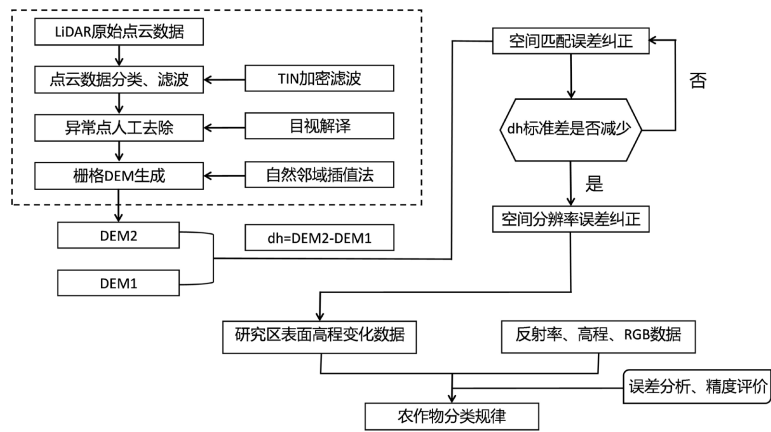 LiDAR原始点云数据
点云数据分类、滤波
TIN加密滤波
异常点人工去除
目视解译
栅格DEM生成
自然邻域插值法
DEM2
dh=DEM2-DEM1
DEM1
空间匹配误差纠正
否
dh标准差是否减少
是
空间分辨率误差纠正
研究区表面高程变化数据
反射率、高程、RGB数据
误差分析、精度评价
农作物分类规律